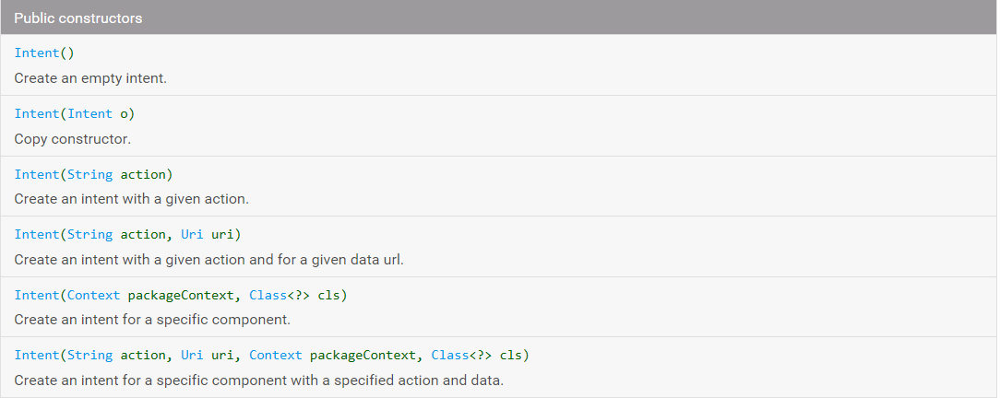 Public constructors
Intent()
Create an empty intent.
Intent(Intent o)
Copy constructor.
Intent(String action)
Create an intent with a given action.
Intent(String action, Uri uri)
Create an intent with a given action and for a given data url.
Intent(Context packageContext, Class<?> cls)
Create an intent for a specific component.
Intent(String action, Uri uri, Context packageContext, Class<?> cls)
Create an intent for a specific component with a specified action and data.